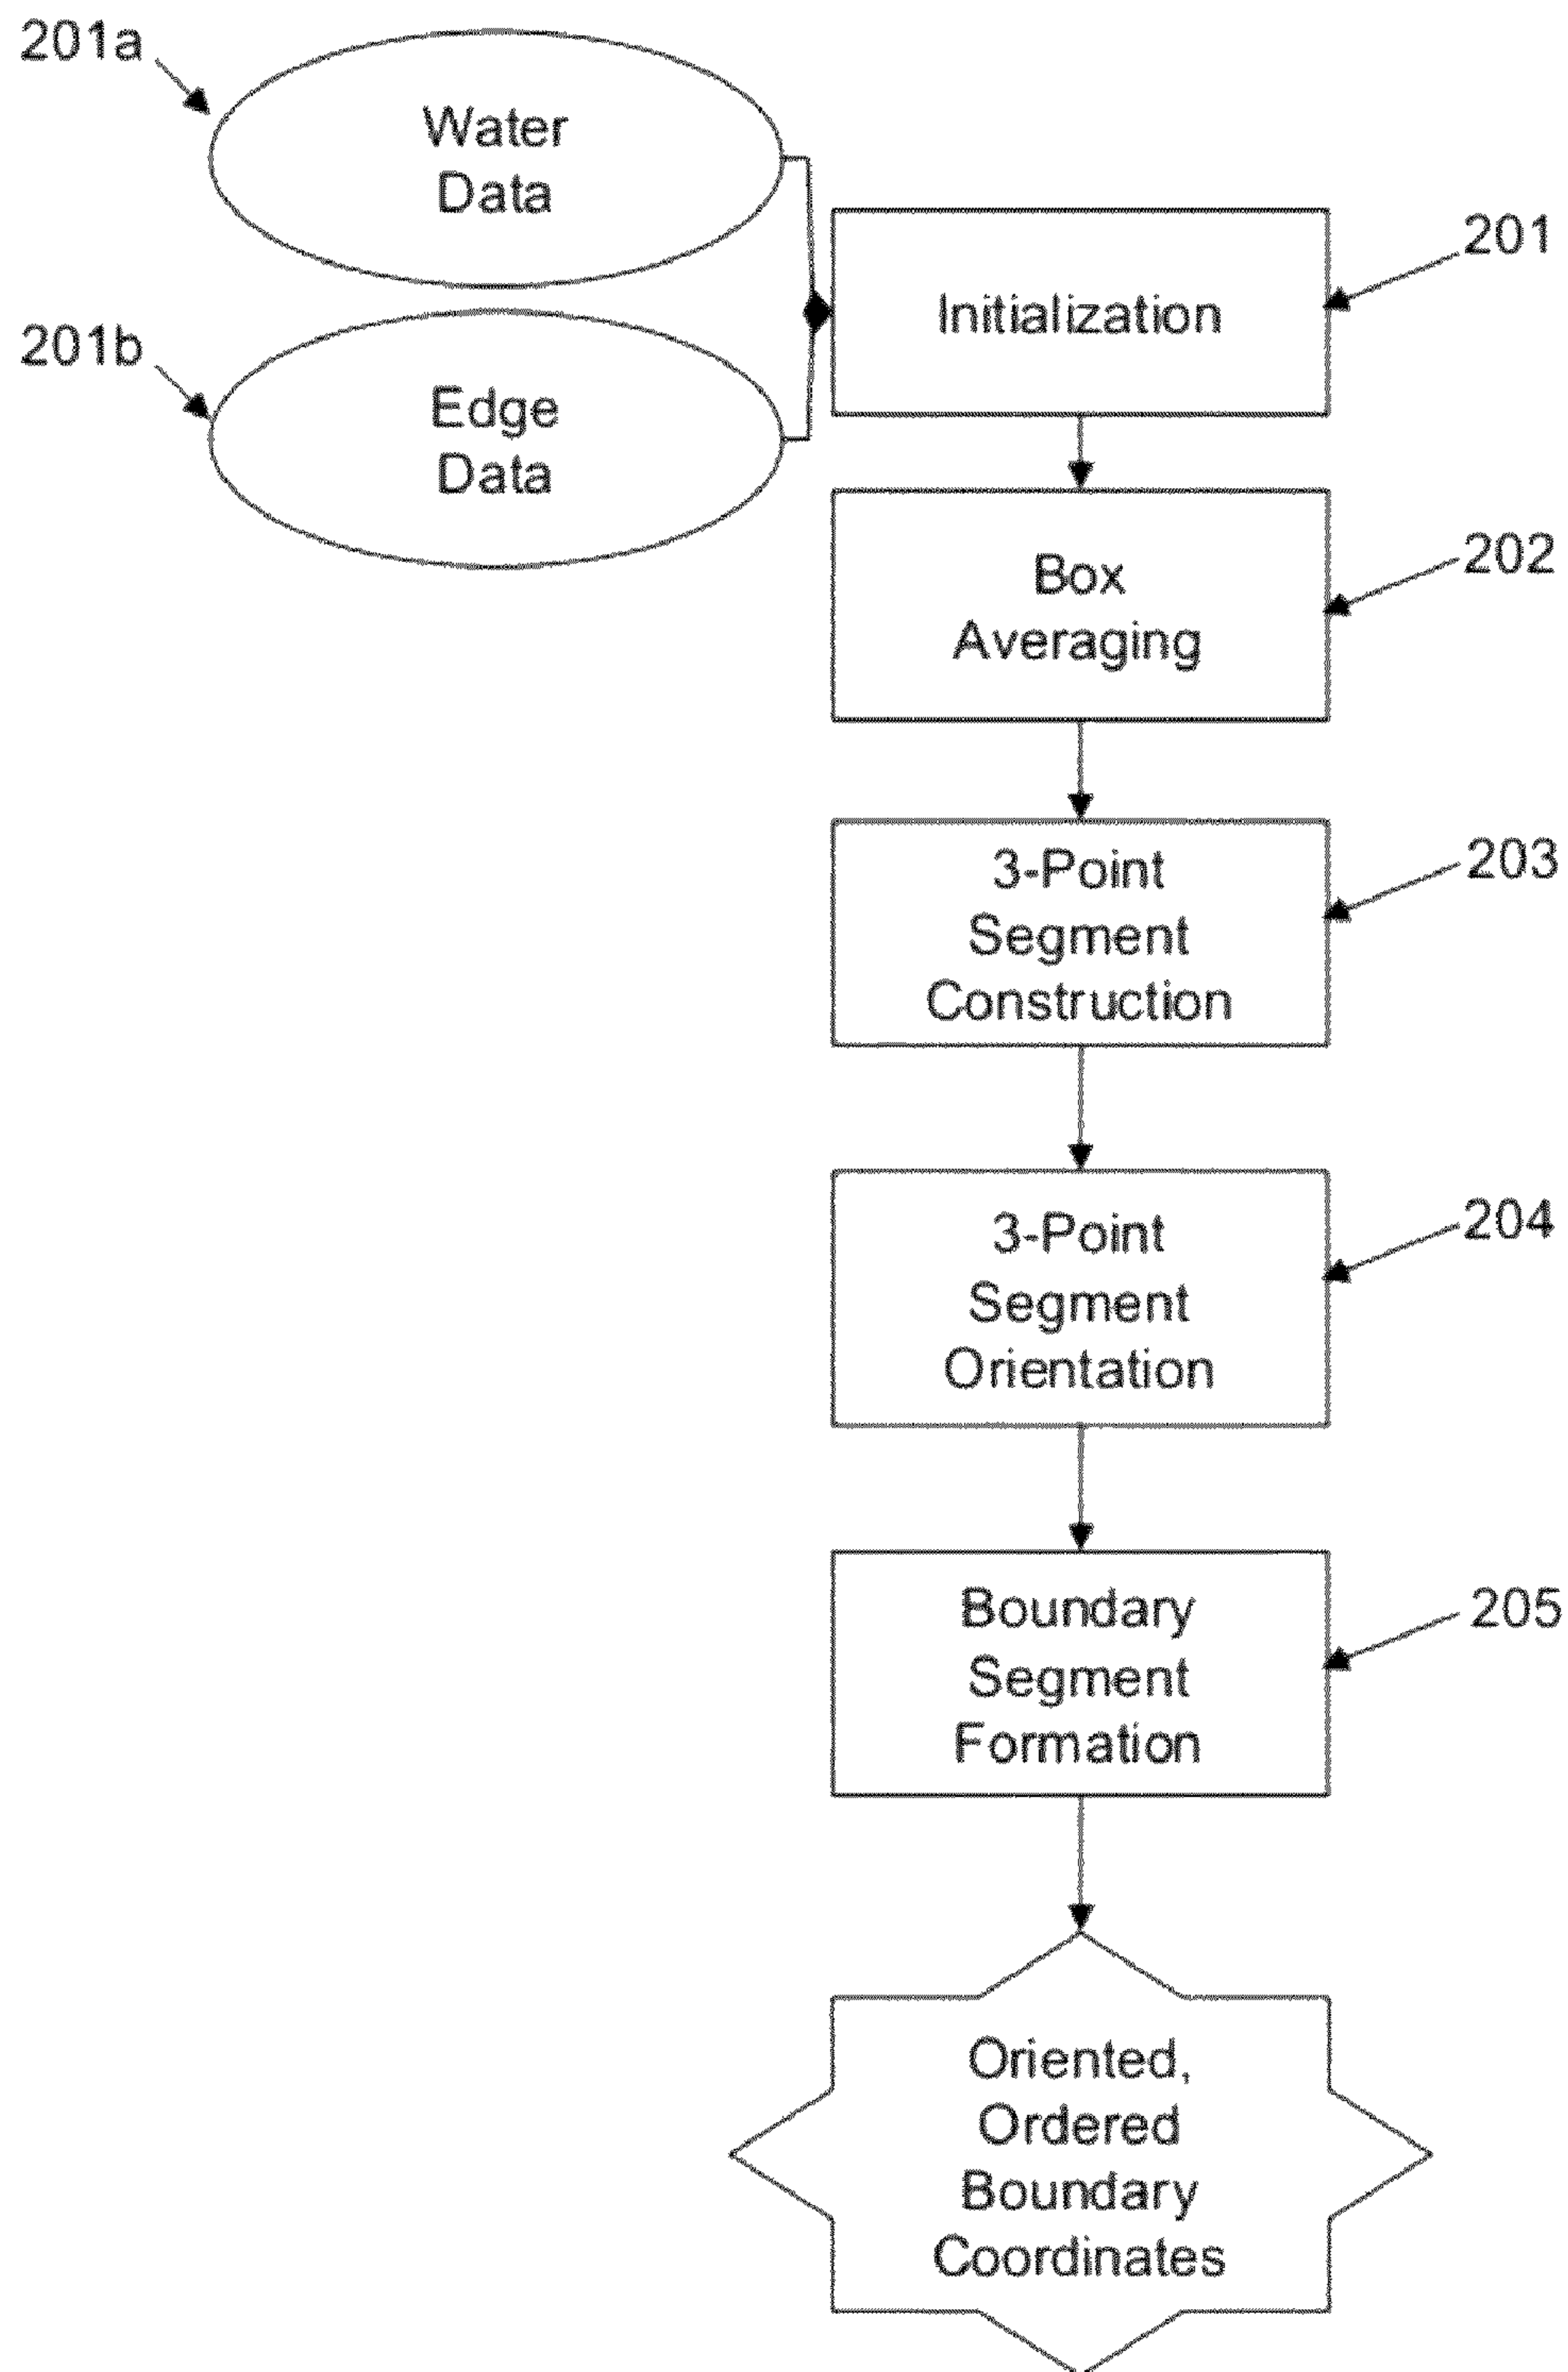 201a
Water
Data
201
Initialization
201b
Edge
Data
202
Box
Averaging
203
3-Point
Segment
Construction
204
3-Point
Segment
Orientation
205
Boundary
Segment
Formation
Oriented,
Ordered
Boundary
Coordinates